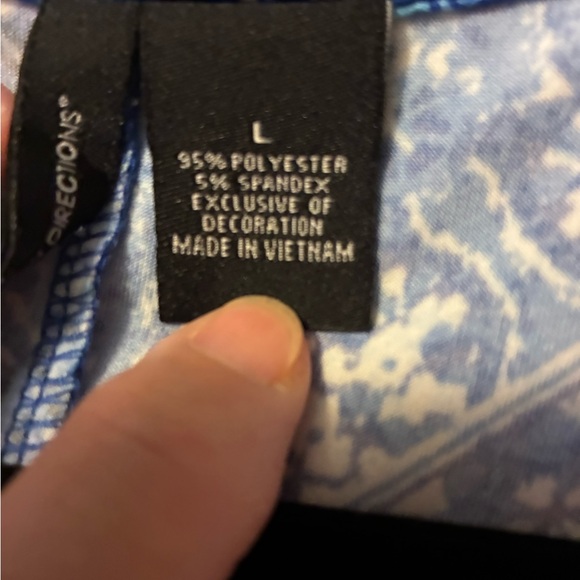 DIRECTIONS®
L
95% POLYESTER
5% SPANDEX
EXCLUSIVE OF
DECORATION
MADE IN VIETNAM